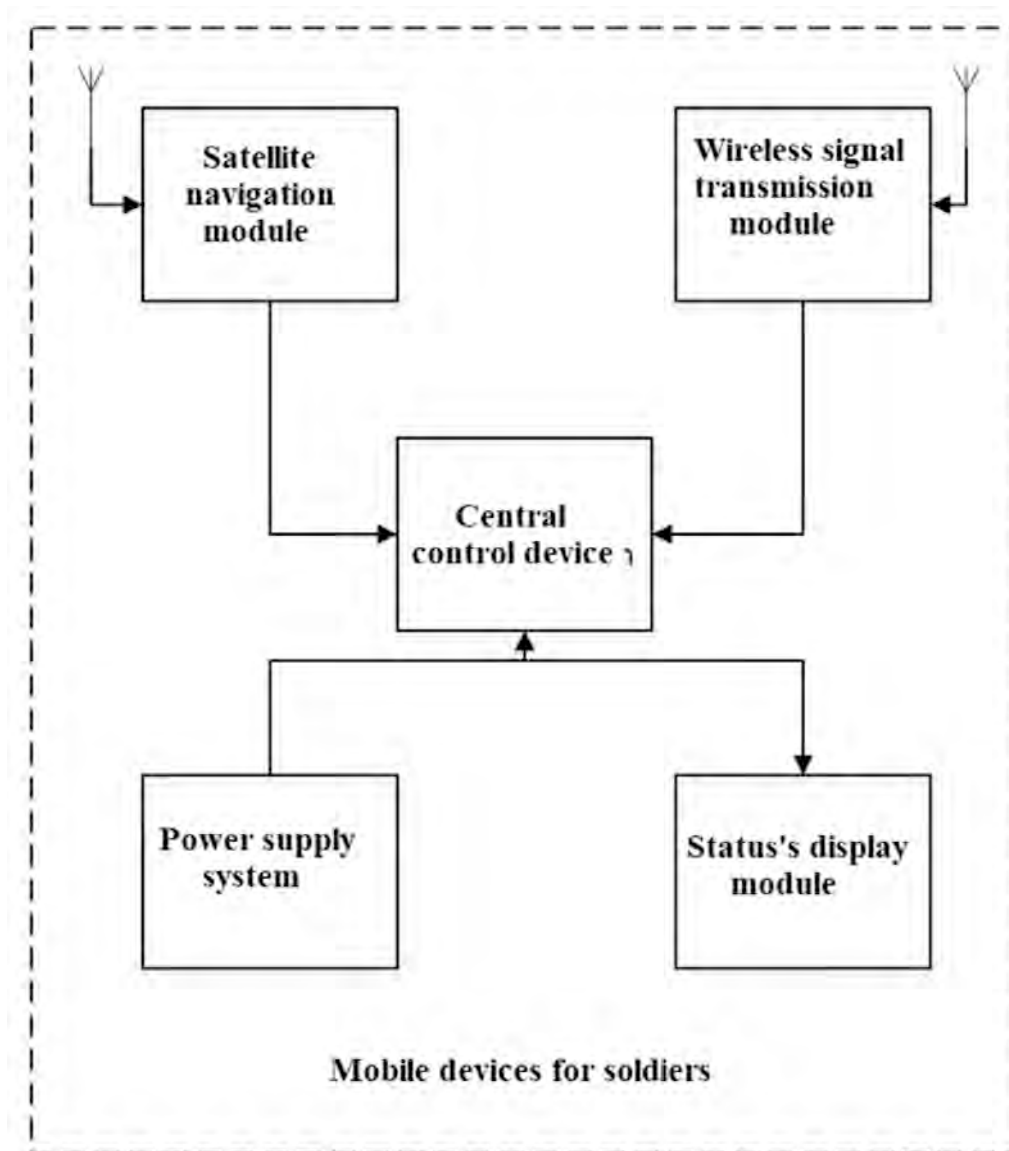 Satellite
navigation
module
Wireless signal
transmission
module
Central
control device
Power supply
system
Status's display
module
Mobile devices for soldiers